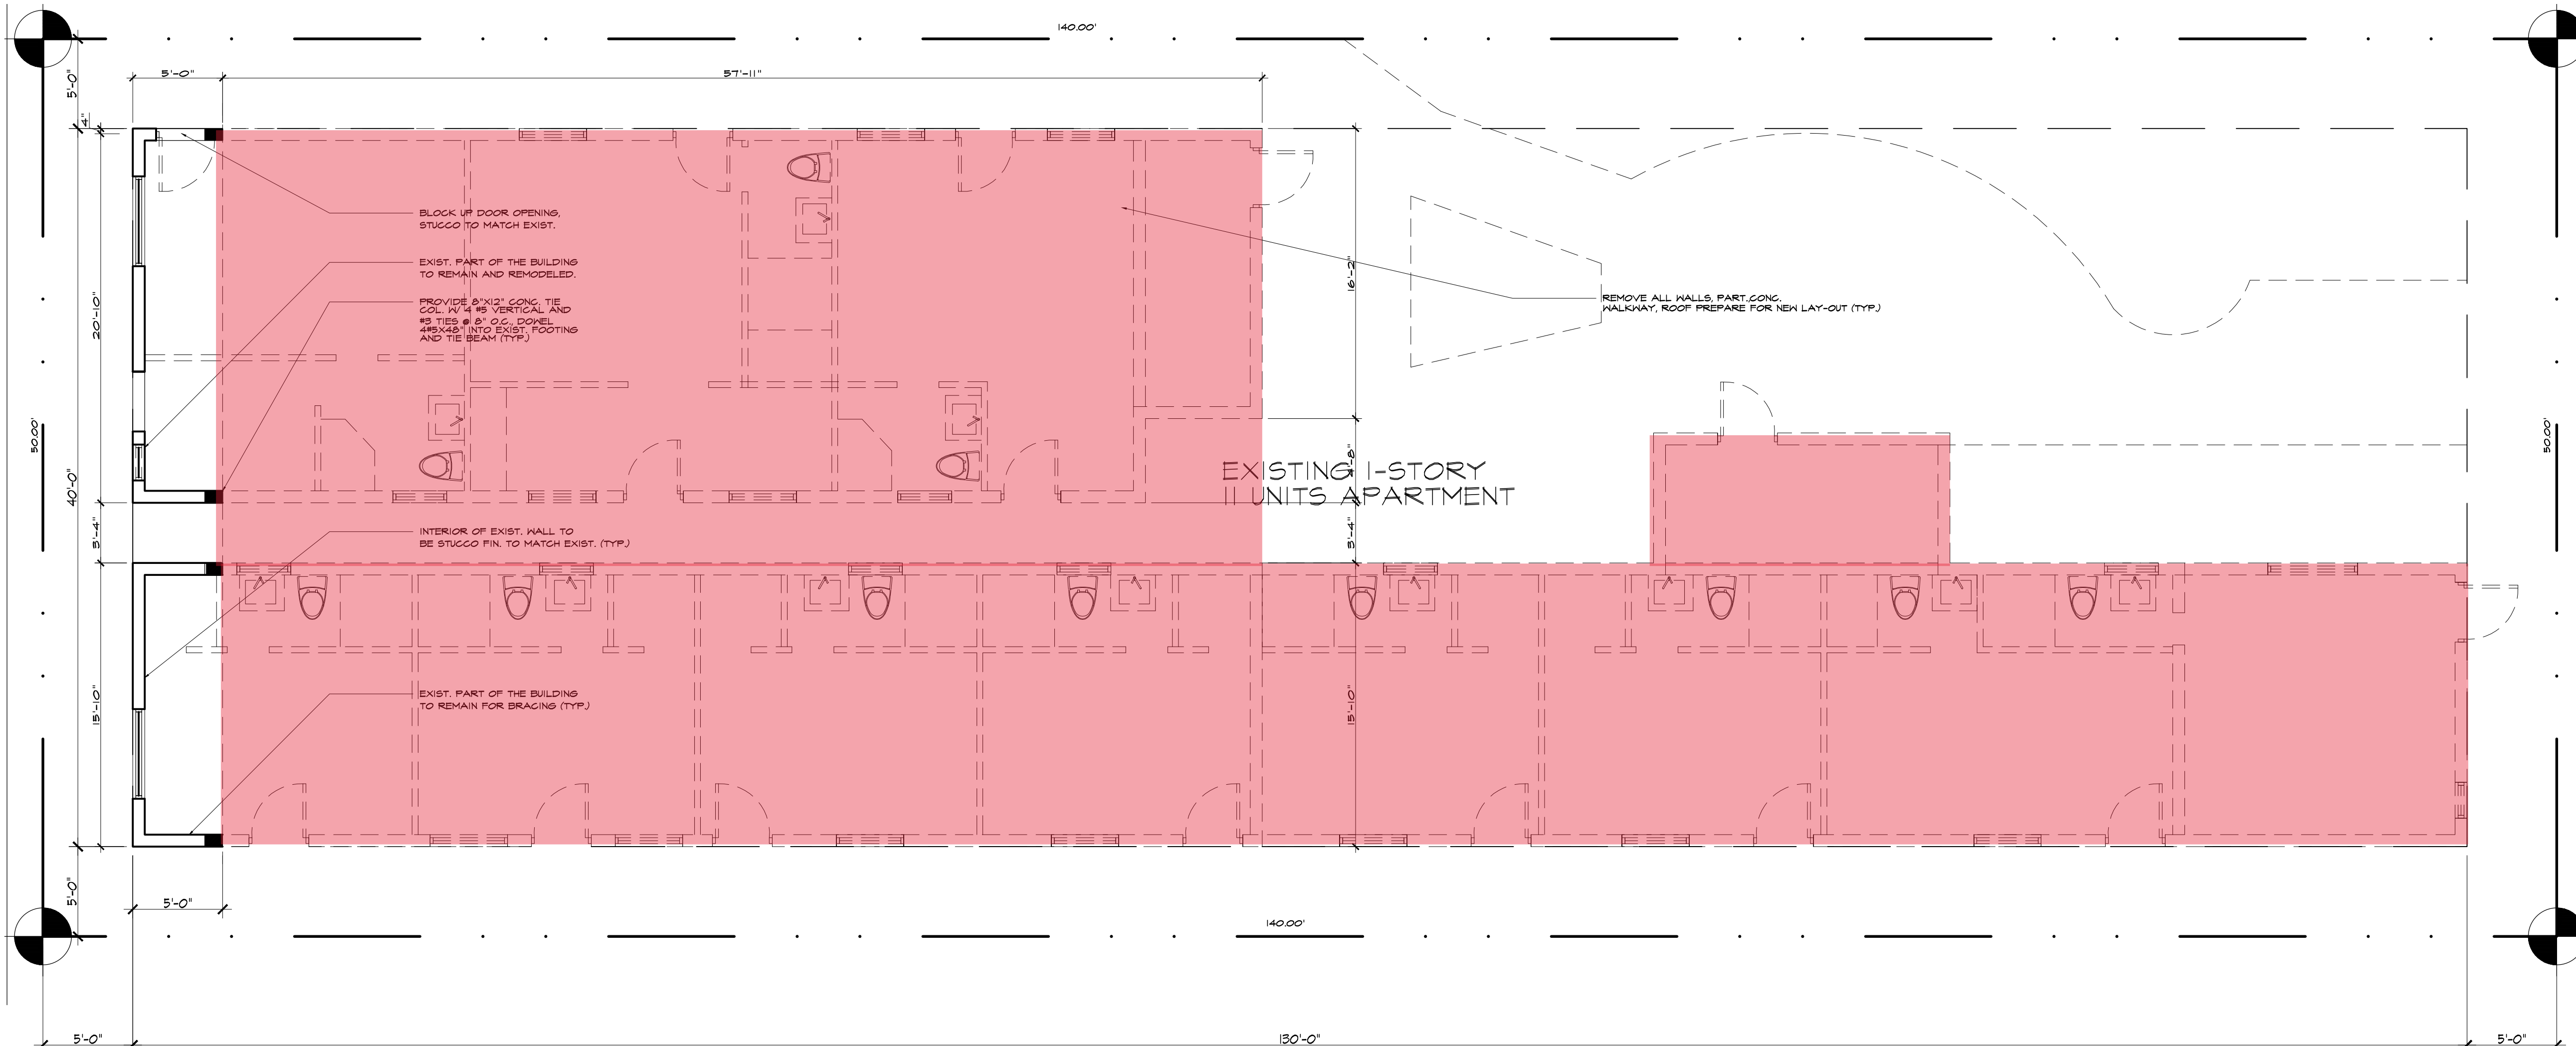 140.00'
5'-0"
57'-11"
5'-0"
4"
BLOCK UP DOOR OPENING,
STUCCO TO MATCH EXIST.
EXIST. PART OF THE BUILDING
TO REMAIN AND REMODELED.
16'-2"
20'-10"
PROVIDE 8"X12" CONC. TIE
COL. W/ 4 #5 VERTICAL AND
#3 TIES @ 8" O.C., DOWEL
4#5X48" INTO EXIST. FOOTING
AND TIE BEAM (TYP.)
REMOVE ALL WALLS, PART.,CONC.
WALKWAY, ROOF PREPARE FOR NEW LAY-OUT (TYP.)
50.00'
50.00'
40'-0"
EXISTING 1-STORY
11 UNITS APARTMENT
3'-4"
3'-4"
INTERIOR OF EXIST. WALL TO
BE STUCCO FIN. TO MATCH EXIST. (TYP.)
15'-10"
15'-10"
EXIST. PART OF THE BUILDING
TO REMAIN FOR BRACING (TYP.)
5'-0"
5'-0"
140.00'
5'-0"
130'-0"
5'-0"